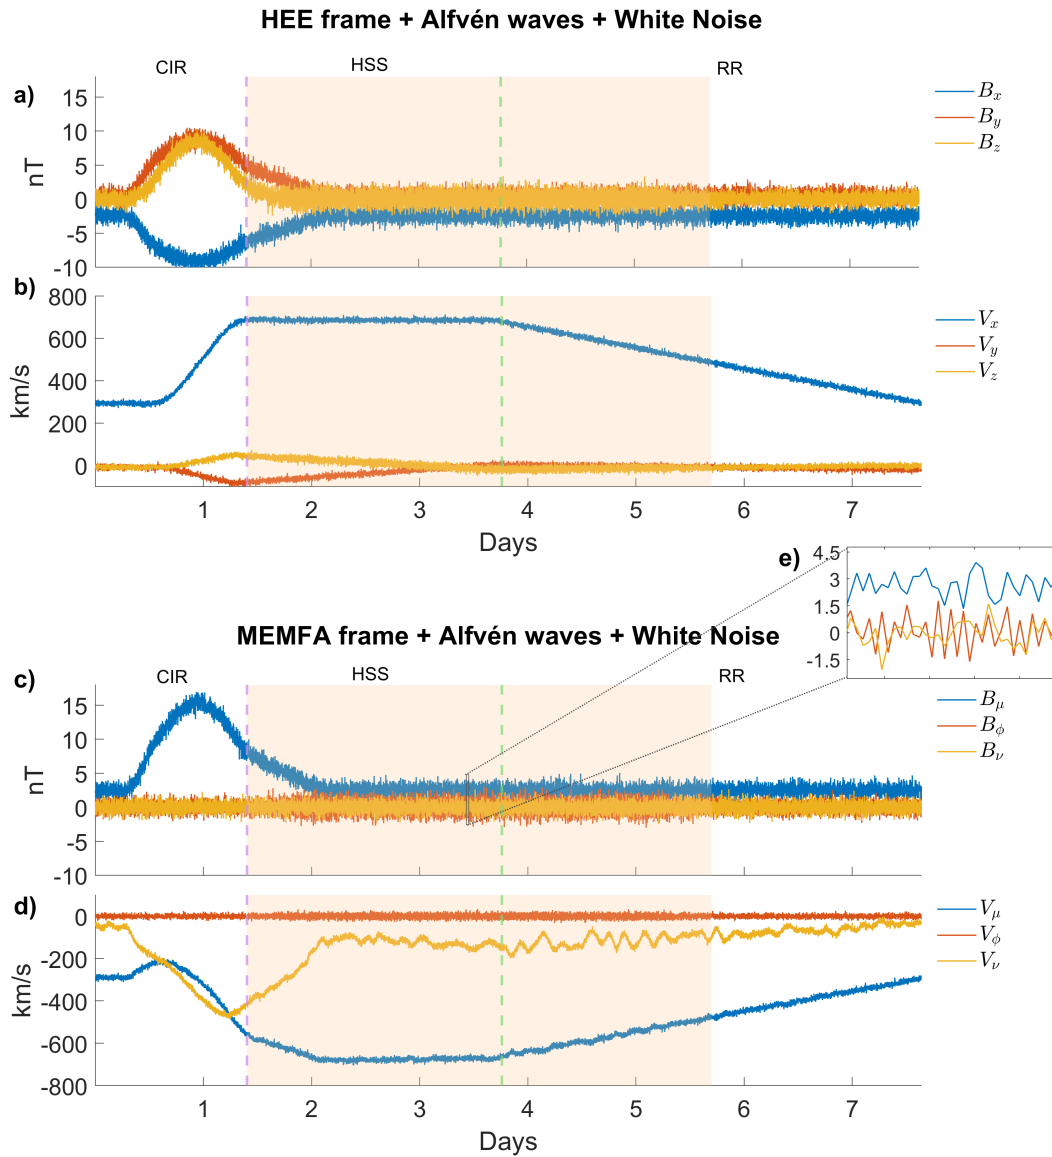 HEE frame + Alfvén waves + White Noise
CIR HSS RR
a)
15
10
5
0
-5
-10
nT
B_x
B_y
B_z
b)
800
600
400
200
0
km/s
V_x
V_y
V_z
1 2 3 4 5 6 7
Days
e)
4.5
3
1.5
0
-1.5
MEMFA frame + Alfvén waves + White Noise
CIR HSS RR
c)
15
10
5
0
-5
-10
nT
B_μ
B_ϕ
B_ν
d)
0
-200
-400
-600
-800
km/s
V_μ
V_ϕ
V_ν
1 2 3 4 5 6 7
Days